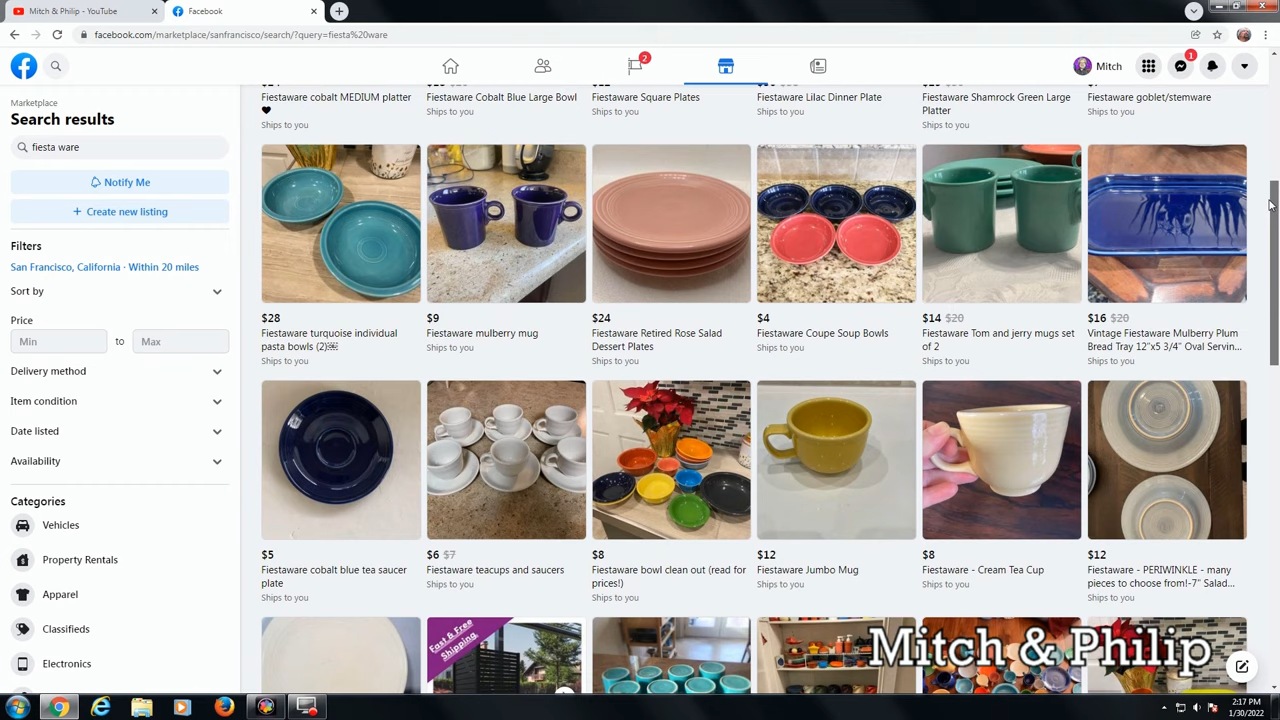 Mitch & Philip - YouTube
Facebook
facebook.com/marketplace/sanfrancisco/search/?query=fiesta%20ware
2
Mitch
1
Marketplace
Search results
fiesta ware
Notify Me
Create new listing
Filters
San Francisco, California · Within 20 miles
Sort by
Price
Min
to
Max
Delivery method
Item condition
Date listed
Availability
Categories
Vehicles
Property Rentals
Apparel
Classifieds
Electronics
Fiestaware cobalt MEDIUM platter
♥
Ships to you
Fiestaware Cobalt Blue Large Bowl
Ships to you
Fiestaware Square Plates
Ships to you
Fiestaware Lilac Dinner Plate
Ships to you
Fiestaware Shamrock Green Large
Platter
Ships to you
Fiestaware goblet/stemware
Ships to you
$28
Fiestaware turquoise individual
pasta bowls (2)
Ships to you
$9
Fiestaware mulberry mug
Ships to you
$24
Fiestaware Retired Rose Salad
Dessert Plates
Ships to you
$4
Fiestaware Coupe Soup Bowls
Ships to you
$14 $20
Fiestaware Tom and jerry mugs set
of 2
Ships to you
$16 $20
Vintage Fiestaware Mulberry Plum
Bread Tray 12"x5 3/4" Oval Servin...
Ships to you
$5
Fiestaware cobalt blue tea saucer
plate
Ships to you
$6 $7
Fiestaware teacups and saucers
Ships to you
$8
Fiestaware bowl clean out (read for
prices!)
Ships to you
$12
Fiestaware Jumbo Mug
Ships to you
$8
Fiestaware - Cream Tea Cup
Ships to you
$12
Fiestaware - PERIWINKLE - many
pieces to choose from!-7" Salad...
Ships to you
Fast & Free
Shipping
Mitch & Philip
2:17 PM
1/30/2022